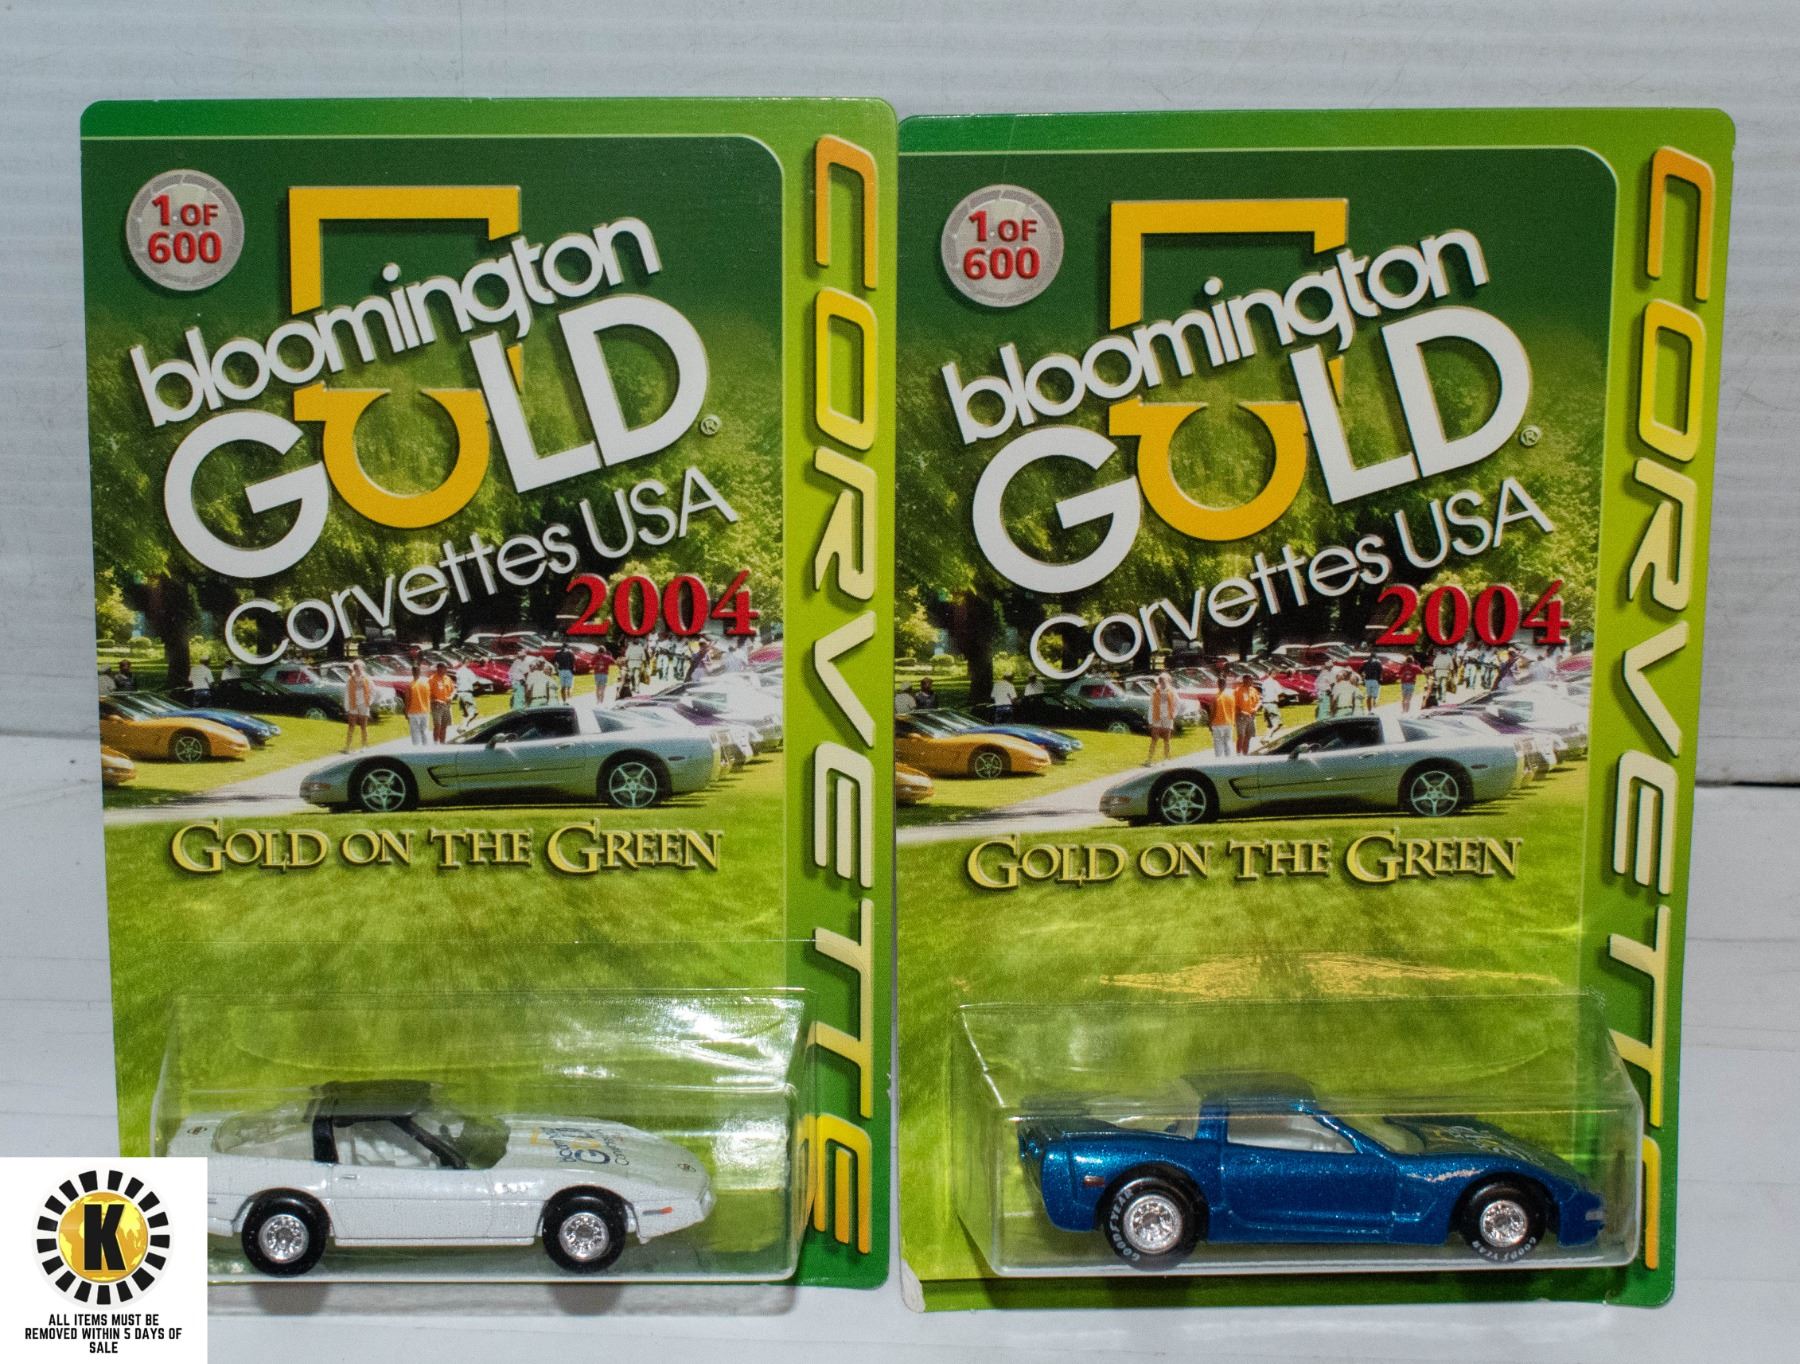 1 OF
600
bloomington
GOLD®
Corvettes USA
2004
GOLD ON THE GREEN
CORVETTE
1 OF
600
bloomington
GOLD®
Corvettes USA
2004
GOLD ON THE GREEN
CORVETTE
GOODYEAR
GOODYEAR
K
ALL ITEMS MUST BE
REMOVED WITHIN 5 DAYS OF
SALE